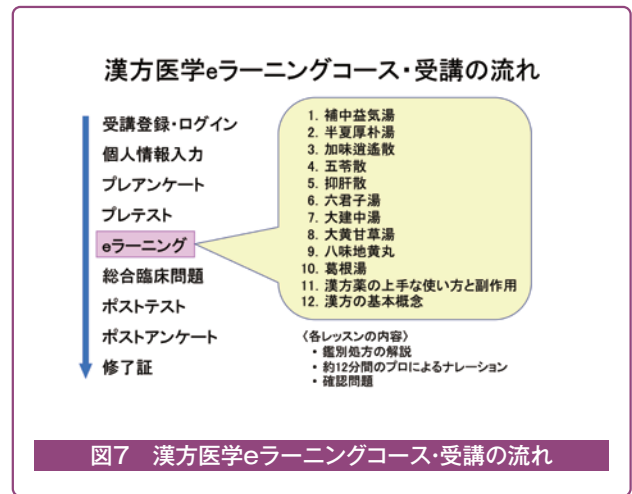 漢方医学eラーニングコース・受講の流れ
受講登録・ログイン
個人情報入力
プレアンケート
プレテスト
eラーニング
総合臨床問題
ポストテスト
ポストアンケート
修了証
1. 補中益気湯
2. 半夏厚朴湯
3. 加味逍遙散
4. 五苓散
5. 抑肝散
6. 六君子湯
7. 大建中湯
8. 大黄甘草湯
9. 八味地黄丸
10. 葛根湯
11. 漢方薬の上手な使い方と副作用
12. 漢方の基本概念
〈各レッスンの内容〉
・ 鑑別処方の解説
・ 約12分間のプロによるナレーション
・ 確認問題
図7 漢方医学eラーニングコース・受講の流れ